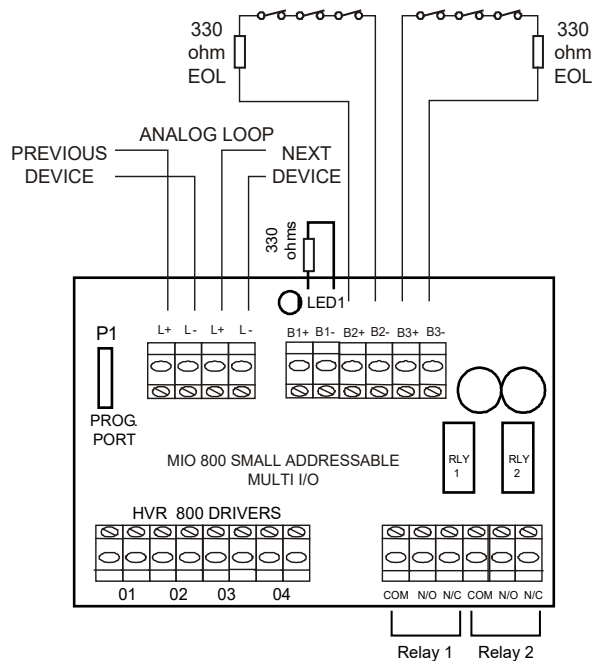 330
ohm
EOL
330
ohm
EOL
ANALOG LOOP
PREVIOUS
DEVICE
NEXT
DEVICE
330
ohms
LED1
P1
L+ L- L+ L-
B1+ B1- B2+ B2- B3+ B3-
PROG.
PORT
MIO 800 SMALL ADDRESSABLE
MULTI I/O
RLY
1
RLY
2
HVR 800 DRIVERS
01 02 03 04
COM N/O N/C COM N/O N/C
Relay 1 Relay 2